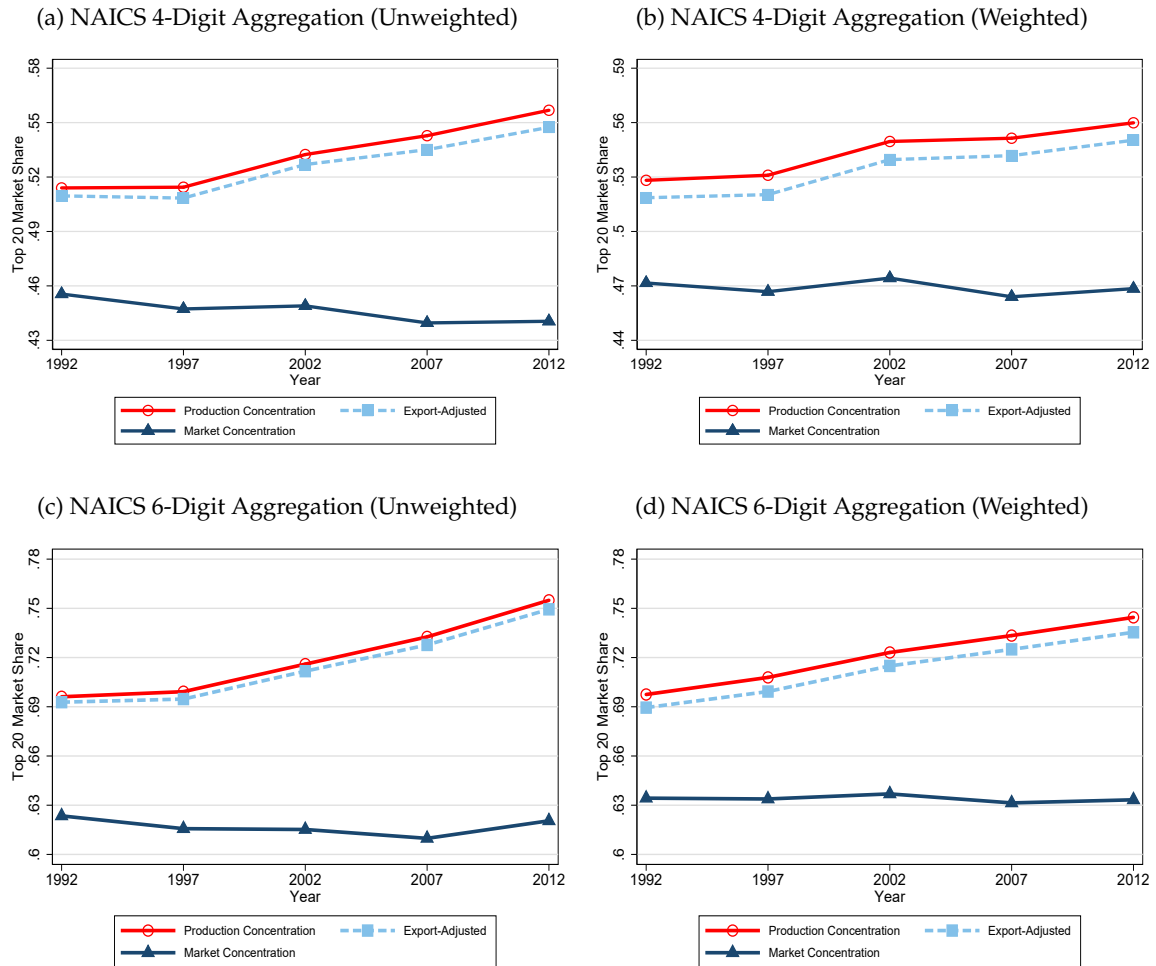 (a) NAICS 4-Digit Aggregation (Unweighted)
Top 20 Market Share
.58
.55
.52
.49
.46
.43
1992 1997 2002 2007 2012
Year
Production Concentration Export-Adjusted
Market Concentration
(b) NAICS 4-Digit Aggregation (Weighted)
Top 20 Market Share
.59
.56
.53
.5
.47
.44
1992 1997 2002 2007 2012
Year
Production Concentration Export-Adjusted
Market Concentration
(c) NAICS 6-Digit Aggregation (Unweighted)
Top 20 Market Share
.78
.75
.72
.69
.66
.63
.6
1992 1997 2002 2007 2012
Year
Production Concentration Export-Adjusted
Market Concentration
(d) NAICS 6-Digit Aggregation (Weighted)
Top 20 Market Share
.78
.75
.72
.69
.66
.63
.6
1992 1997 2002 2007 2012
Year
Production Concentration Export-Adjusted
Market Concentration